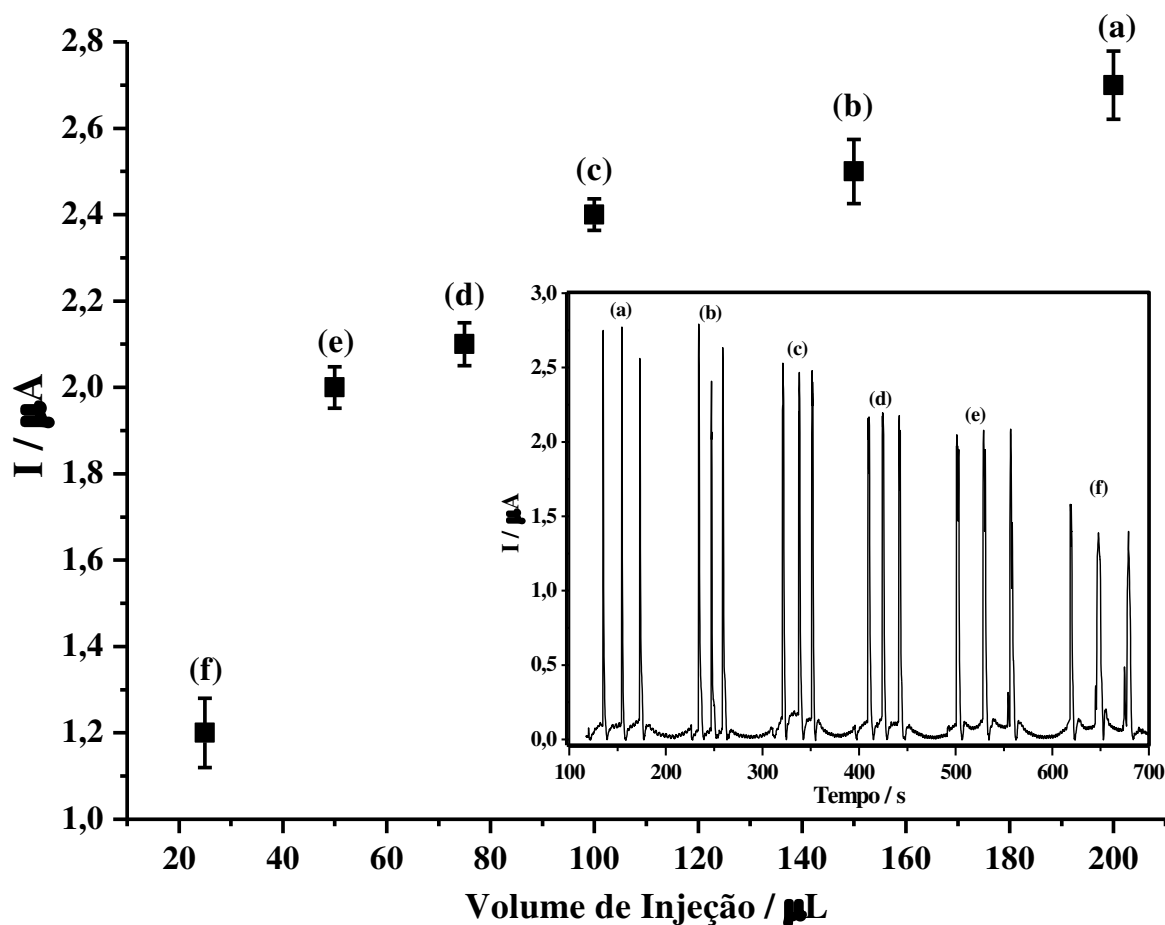 (a)
2,8
(b)
2,6
(c)
2,4
(d)
2,2
(e)
2,0
1,8
1,6
1,4
(f)
1,2
1,0
I / µA
20 40 60 80 100 120 140 160 180 200
Volume de Injeção / µL
3,0
(a) (b)
(c)
2,5
(d)
(e)
2,0
(f)
1,5
1,0
0,5
0,0
I / µA
100 200 300 400 500 600 700
Tempo / s